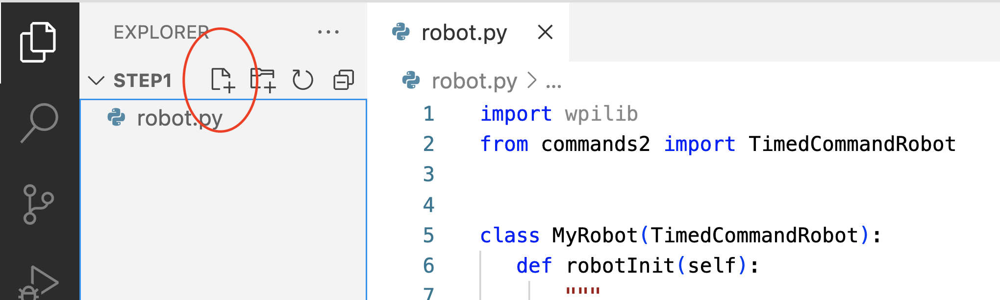 EXPLORER ...
STEP1
robot.py
robot.py
robot.py > ...
1 import wpilib
2 from commands2 import TimedCommandRobot
3
4
5 class MyRobot(TimedCommandRobot):
6 def robotInit(self):
7 """